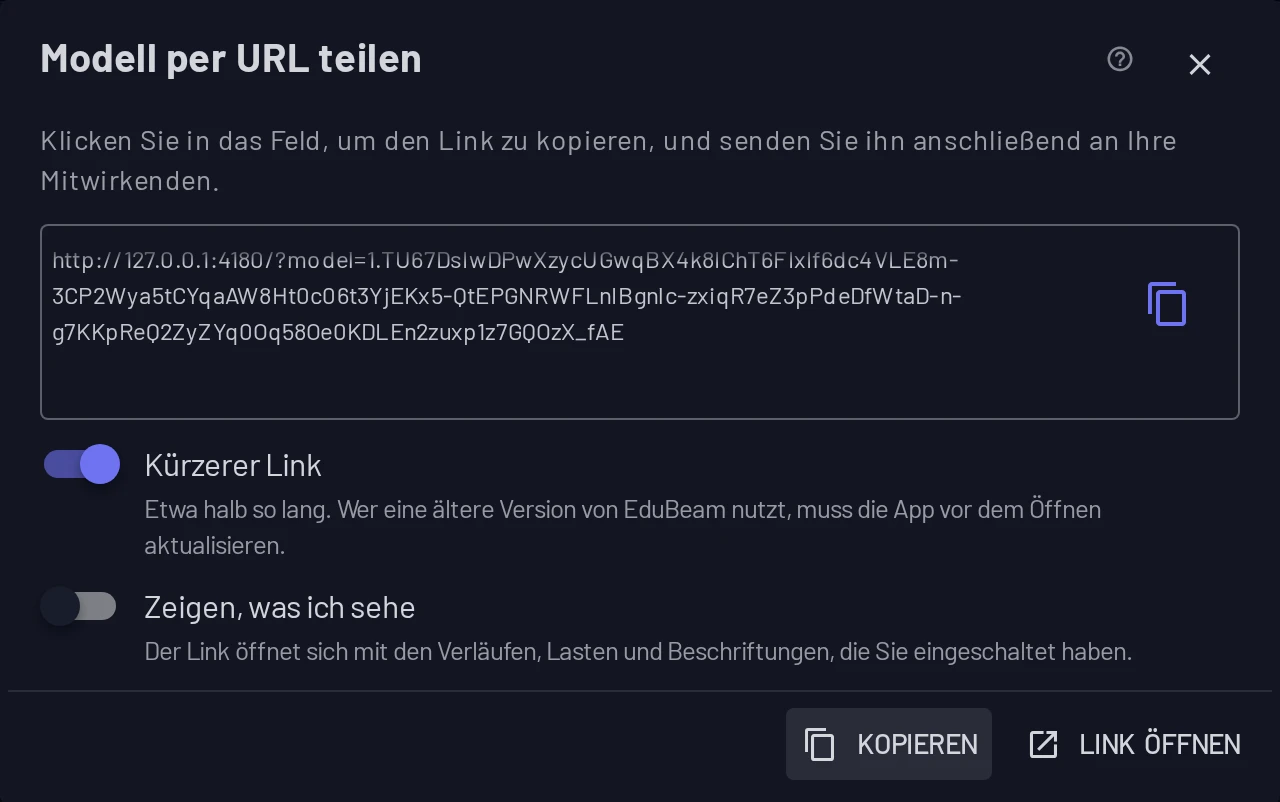 Modell per URL teilen
Klicken Sie in das Feld, um den Link zu kopieren, und senden Sie ihn anschließend an Ihre
Mitwirkenden.
http://127.0.0.1:4180/?model=1.TU67DsIwDPwXzycUGwqBX4k8IChT6FIxIf6dc4VLE8m-
3CP2Wya5tCYqaAW8Ht0c06t3YjEKx5-QtEPGNRWFLnIBgnIc-zxiqR7eZ3pPdeDfWtaD-n-
g7KKpReQ2ZyZYq0Oq58Oe0KDLEn2zuxp1z7GQOzX_fAE
Kürzerer Link
Etwa halb so lang. Wer eine ältere Version von EduBeam nutzt, muss die App vor dem Öffnen
aktualisieren.
Zeigen, was ich sehe
Der Link öffnet sich mit den Verläufen, Lasten und Beschriftungen, die Sie eingeschaltet haben.
KOPIEREN
LINK ÖFFNEN